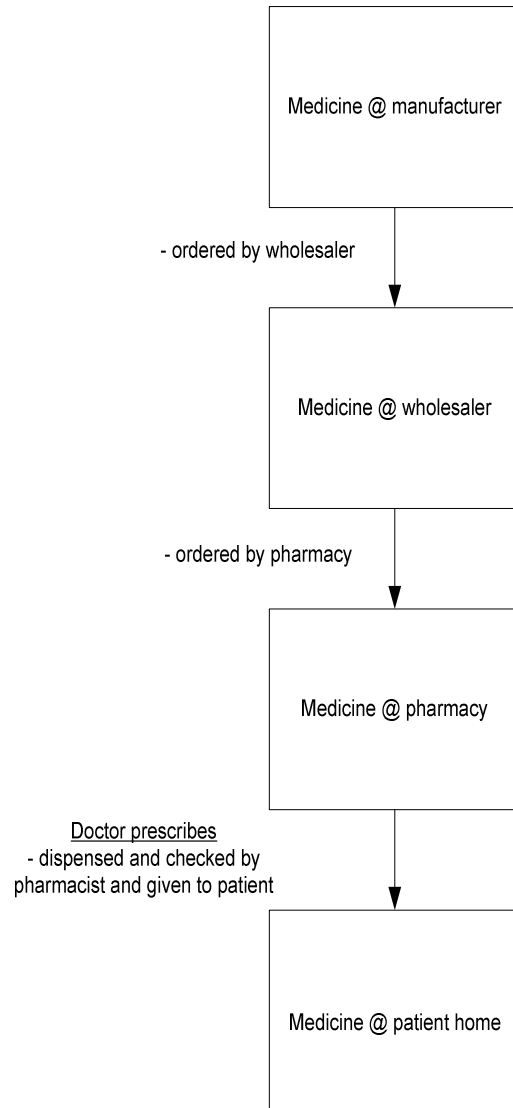 Medicine @ manufacturer
- ordered by wholesaler
Medicine @ wholesaler
- ordered by pharmacy
Medicine @ pharmacy
Doctor prescribes
- dispensed and checked by
pharmacist and given to patient
Medicine @ patient home